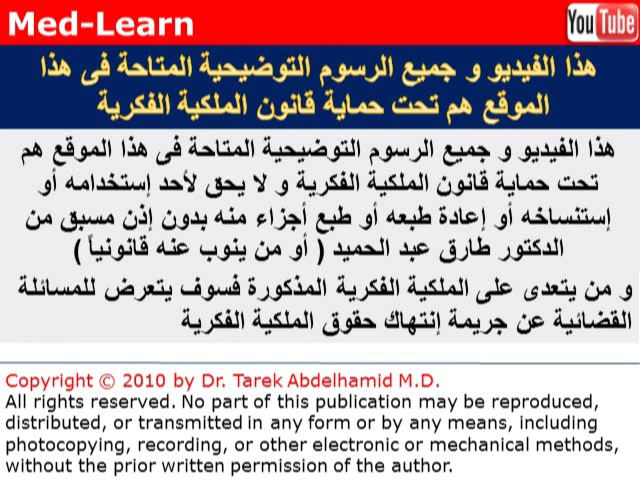 Med-Learn
YouTube
هذا الفيديو و جميع الرسوم التوضيحية المتاحة فى هذا
الموقع هم تحت حماية قانون الملكية الفكرية
هذا الفيديو و جميع الرسوم التوضيحية المتاحة فى هذا الموقع هم
تحت حماية قانون الملكية الفكرية و لا يحق لأحد إستخدامه أو
إستنساخه أو إعادة طبعه أو طبع أجزاء منه بدون إذن مسبق من
الدكتور طارق عبد الحميد ( أو من ينوب عنه قانونياً )
و من يتعدى على الملكية الفكرية المذكورة فسوف يتعرض للمسائلة
القضائية عن جريمة إنتهاك حقوق الملكية الفكرية
Copyright © 2010 by Dr. Tarek Abdelhamid M.D.
All rights reserved. No part of this publication may be reproduced,
distributed, or transmitted in any form or by any means, including
photocopying, recording, or other electronic or mechanical methods,
without the prior written permission of the author.